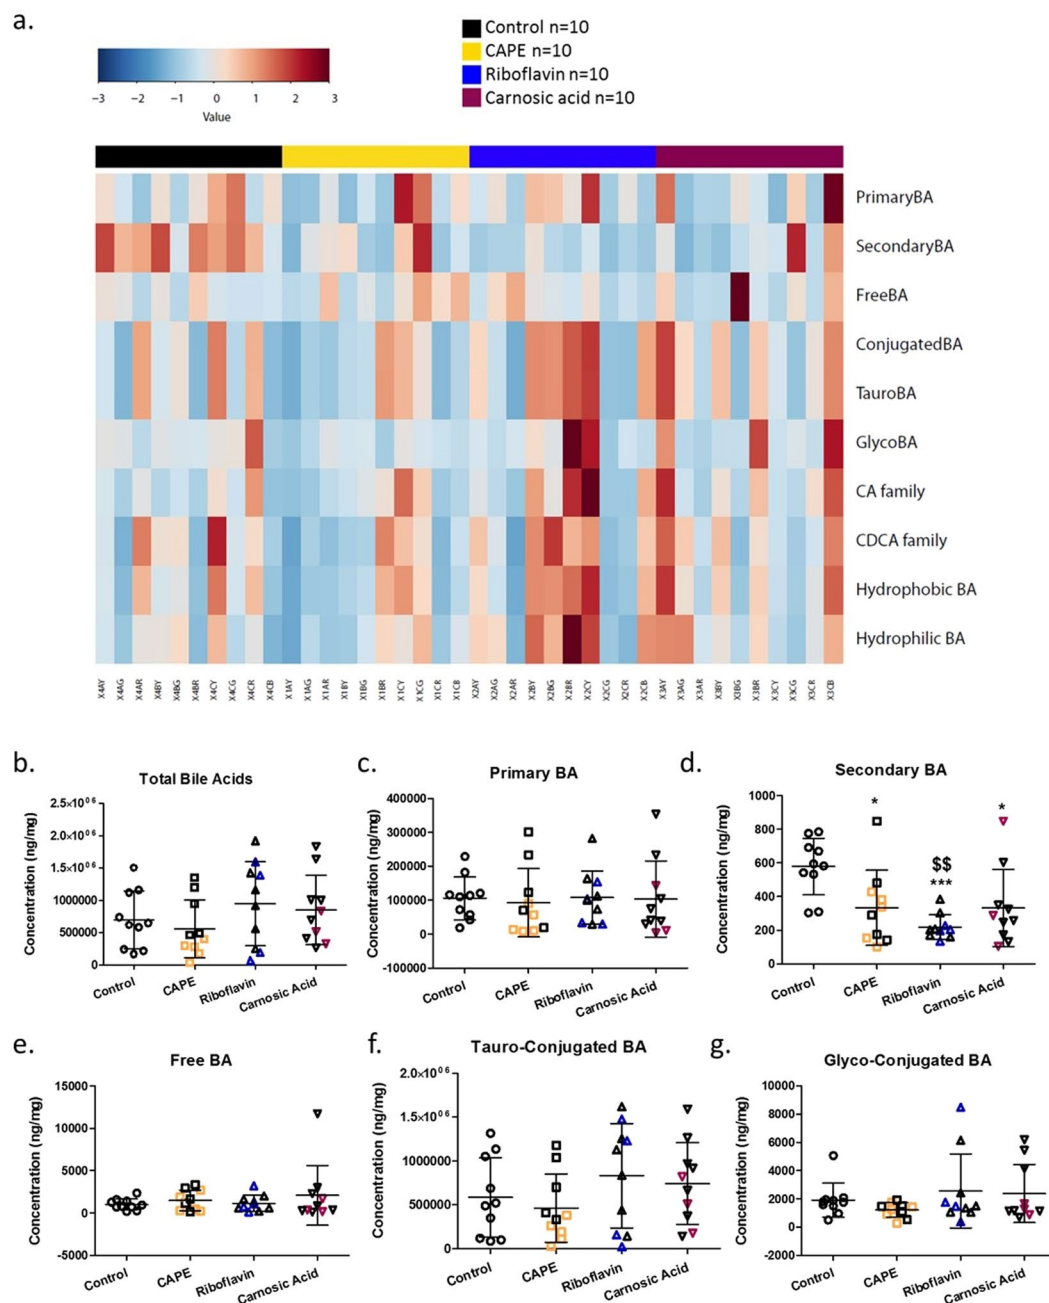 a.
Control n=10
CAPE n=10
Riboflavin n=10
Carnosic acid n=10
−3 −2 −1 0 1 2 3
Value
PrimaryBA
SecondaryBA
FreeBA
ConjugatedBA
TauroBA
GlycoBA
CA family
CDCA family
Hydrophobic BA
Hydrophilic BA
X4AY X4AG X4AR X4BY X4BG X4BR X4CY X4CG X4CR X4CB X1AY X1AG X1AR X1BY X1BG X1BR X1CY X1CG X1CR X1CB X2AY X2AG X2AR X2BY X2BG X2BR X2CY X2CG X2CR X2CB X3AY X3AG X3AR X3BY X3BG X3BR X3CY X3CG X3CR X3CB
b.
Total Bile Acids
Concentration (ng/mg)
2.5×10⁰⁶
2.0×10⁰⁶
1.5×10⁰⁶
1000000
500000
0
Control CAPE Riboflavin Carnosic Acid
c.
Primary BA
Concentration (ng/mg)
400000
300000
200000
100000
0
-100000
Control CAPE Riboflavin Carnosic Acid
d.
Secondary BA
Concentration (ng/mg)
1000
800
600
400
200
0
*
$$
***
*
Control CAPE Riboflavin Carnosic Acid
e.
Free BA
Concentration (ng/mg)
15000
10000
5000
0
-5000
Control CAPE Riboflavin Carnosic Acid
f.
Tauro-Conjugated BA
Concentration (ng/mg)
2.0×10⁰⁶
1.5×10⁰⁶
1000000
500000
0
Control CAPE Riboflavin Carnosic Acid
g.
Glyco-Conjugated BA
Concentration (ng/mg)
10000
8000
6000
4000
2000
0
-2000
Control CAPE Riboflavin Carnosic Acid